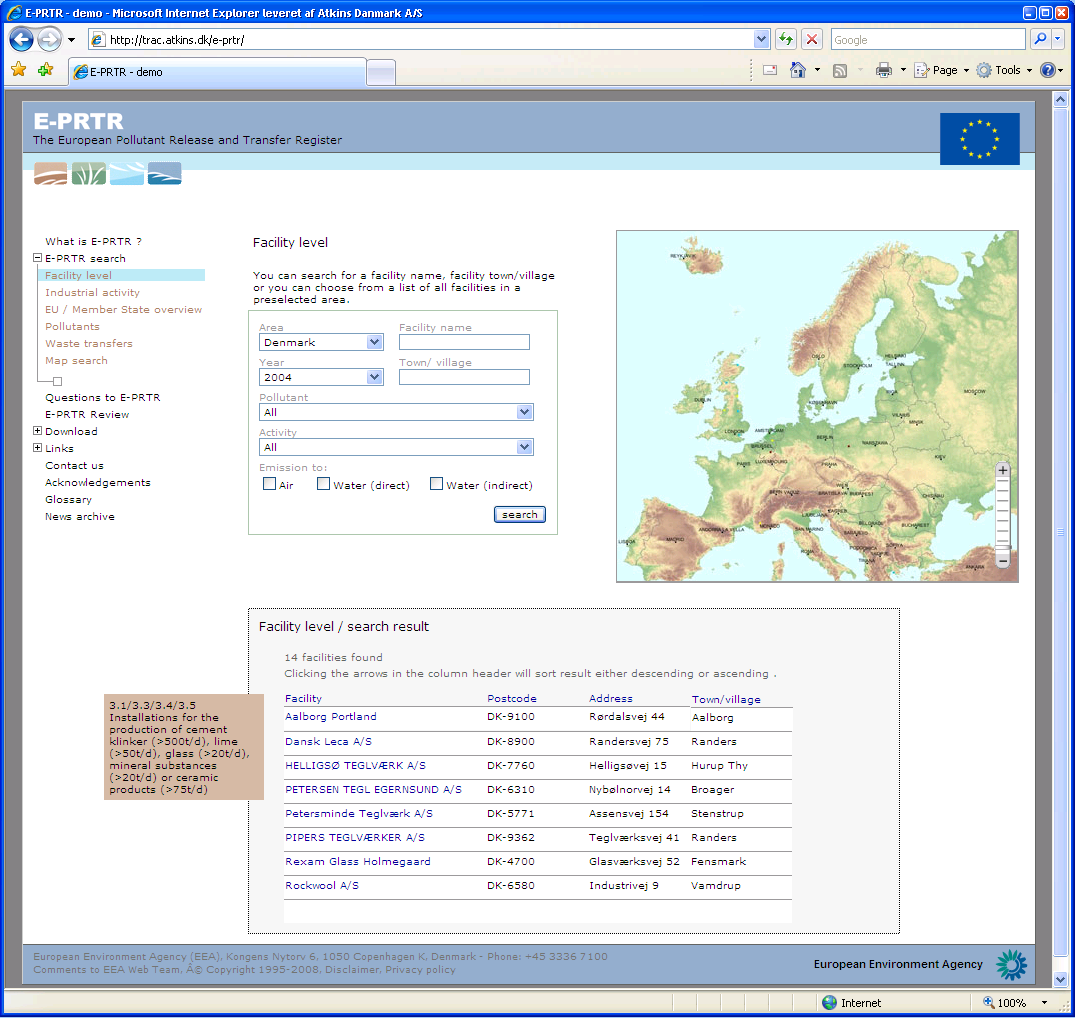 E-PRTR - demo - Microsoft Internet Explorer leveret af Atkins Danmark A/S
http://trac.atkins.dk/e-prtr/
Google
E-PRTR - demo
Page
Tools
E-PRTR
The European Pollutant Release and Transfer Register
What is E-PRTR ?
E-PRTR search
Facility level
Industrial activity
EU / Member State overview
Pollutants
Waste transfers
Map search
Questions to E-PRTR
E-PRTR Review
Download
Links
Contact us
Acknowledgements
Glossary
News archive
Facility level
You can search for a facility name, facility town/village
or you can choose from a list of all facilities in a
preselected area.
Area
Facility name
Denmark
Year
Town/ village
2004
Pollutant
All
Activity
All
Emission to:
Air
Water (direct)
Water (indirect)
search
REYKJAVIK
OSLO
HELSINKI
STOCKHOLM
TALLINN
RIGA
MOSCOW
DUBLIN
VILNIUS
MINSK
LONDON
AMSTERDAM
BERLIN
WARSZAWA
BRUSSEL
KIEV
PARIS
LUXEMBOURG
PRAHA
WIEN
BERN
VADUZ
BRATISLAVA
BUDAPEST
CHISINAU
LJUBLJANA
ZAGREB
BELGRADE
BUCHAREST
ANDORRA LA VELLA
MONACO
SAN MARINO
SARAJEVO
LISBOA
MADRID
ROMA
PODGORICA
SOFIYA
SKOPJE
TIRANA
ANKARA
Facility level / search result
14 facilities found
Clicking the arrows in the column header will sort result either descending or ascending .
Facility Postcode Address Town/village
Aalborg Portland DK-9100 Rørdalsvej 44 Aalborg
Dansk Leca A/S DK-8900 Randersvej 75 Randers
HELLIGSØ TEGLVÆRK A/S DK-7760 Helligsøvej 15 Hurup Thy
PETERSEN TEGL EGERNSUND A/S DK-6310 Nybølnorvej 14 Broager
Petersminde Teglværk A/S DK-5771 Assensvej 154 Stenstrup
PIPERS TEGLVÆRKER A/S DK-9362 Teglværksvej 41 Randers
Rexam Glass Holmegaard DK-4700 Glasværksvej 52 Fensmark
Rockwool A/S DK-6580 Industrivej 9 Vamdrup
3.1/3.3/3.4/3.5
Installations for the
production of cement
klinker (>500t/d), lime
(>50t/d), glass (>20t/d),
mineral substances
(>20t/d) or ceramic
products (>75t/d)
European Environment Agency (EEA), Kongens Nytorv 6, 1050 Copenhagen K, Denmark - Phone: +45 3336 7100
Comments to EEA Web Team, Â© Copyright 1995-2008, Disclaimer, Privacy policy
European Environment Agency
Internet
100%